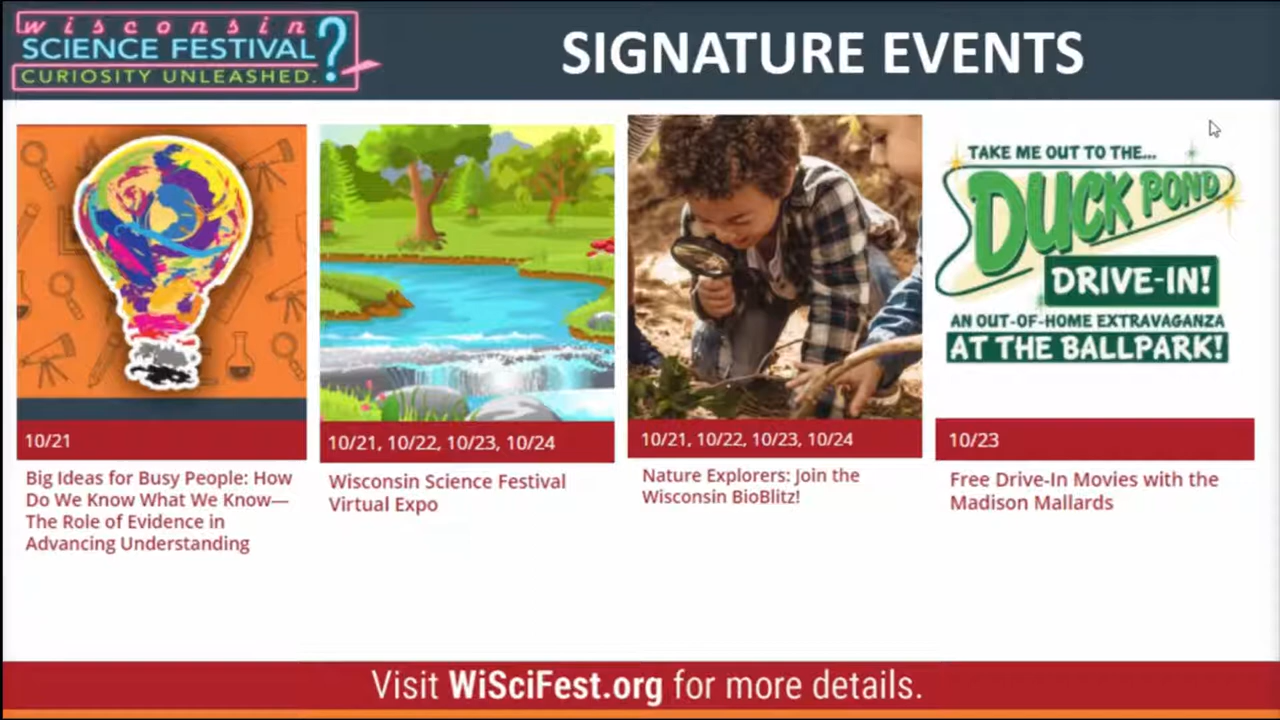 wisconsin
SCIENCE FESTIVAL
CURIOSITY UNLEASHED.
?
SIGNATURE EVENTS
10/21
Big Ideas for Busy People: How
Do We Know What We Know—
The Role of Evidence in
Advancing Understanding
10/21, 10/22, 10/23, 10/24
Wisconsin Science Festival
Virtual Expo
10/21, 10/22, 10/23, 10/24
Nature Explorers: Join the
Wisconsin BioBlitz!
TAKE ME OUT TO THE...
DUCK POND
DRIVE-IN!
AN OUT-OF-HOME EXTRAVAGANZA
AT THE BALLPARK!
10/23
Free Drive-In Movies with the
Madison Mallards
Visit WiSciFest.org for more details.